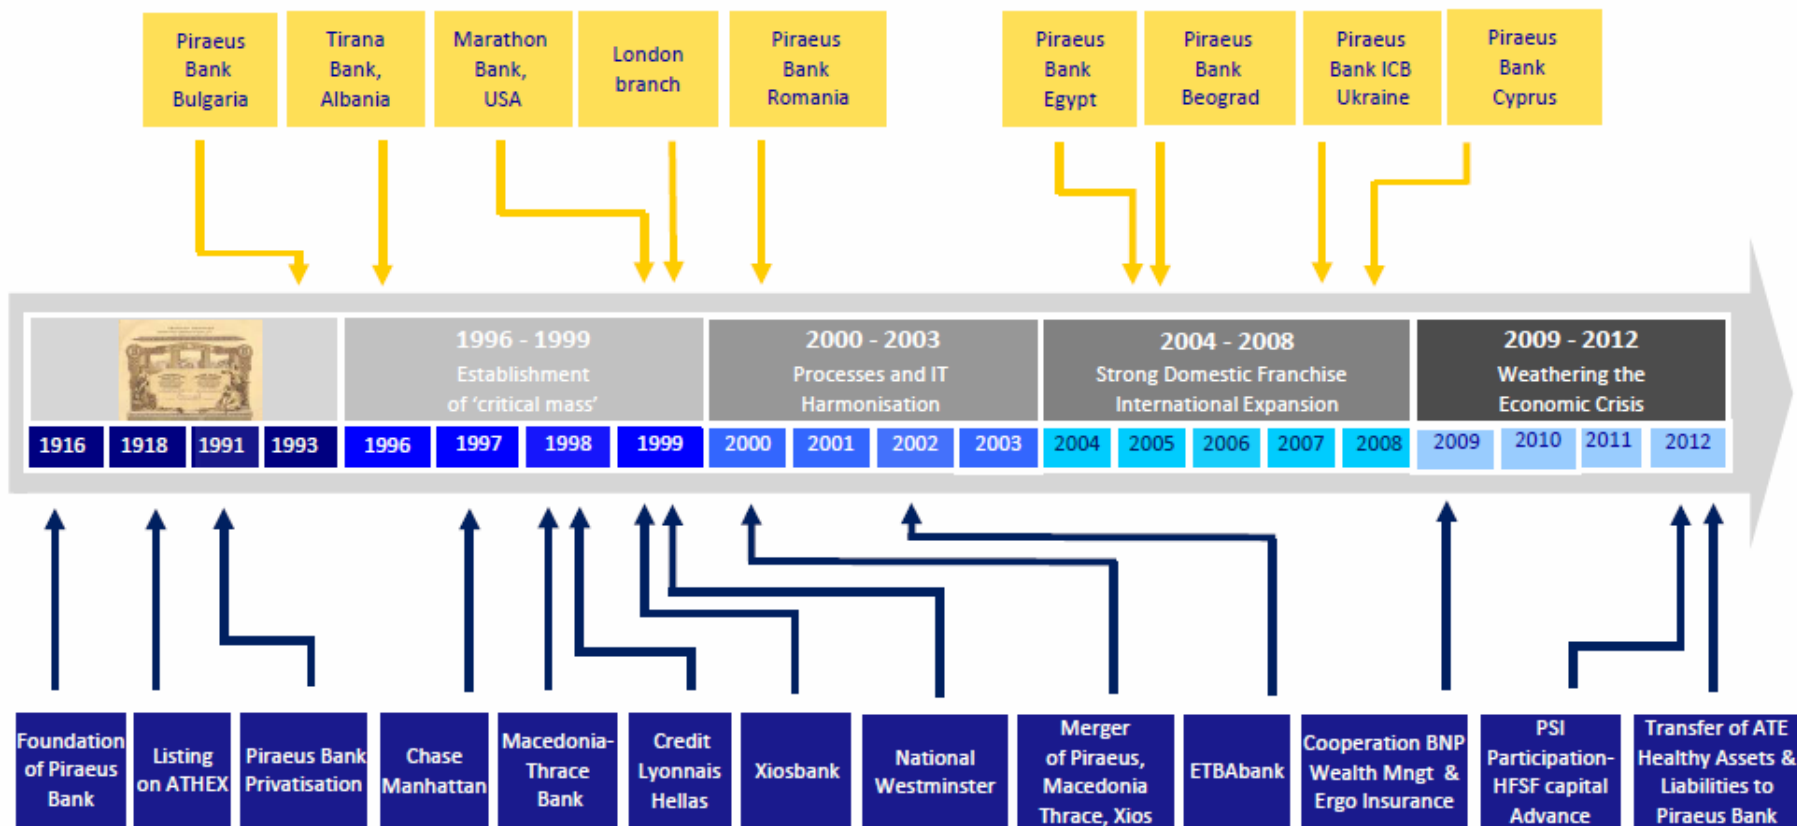 Piraeus
Bank
Bulgaria
Tirana
Bank,
Albania
Marathon
Bank,
USA
London
branch
Piraeus
Bank
Romania
Piraeus
Bank
Egypt
Piraeus
Bank
Beograd
Piraeus
Bank ICB
Ukraine
Piraeus
Bank
Cyprus
1996 - 1999
Establishment
of ‘critical mass’
2000 - 2003
Processes and IT
Harmonisation
2004 - 2008
Strong Domestic Franchise
International Expansion
2009 - 2012
Weathering the
Economic Crisis
1916 1918 1991 1993 1996 1997 1998 1999 2000 2001 2002 2003 2004 2005 2006 2007 2008 2009 2010 2011 2012
Foundation
of Piraeus
Bank
Listing
on ATHEX
Piraeus Bank
Privatisation
Chase
Manhattan
Macedonia-
Thrace
Bank
Credit
Lyonnais
Hellas
Xiosbank
National
Westminster
Merger
of Piraeus,
Macedonia
Thrace, Xios
ETBAbank
Cooperation BNP
Wealth Mngt &
Ergo Insurance
PSI
Participation-
HFSF capital
Advance
Transfer of ATE
Healthy Assets &
Liabilities to
Piraeus Bank